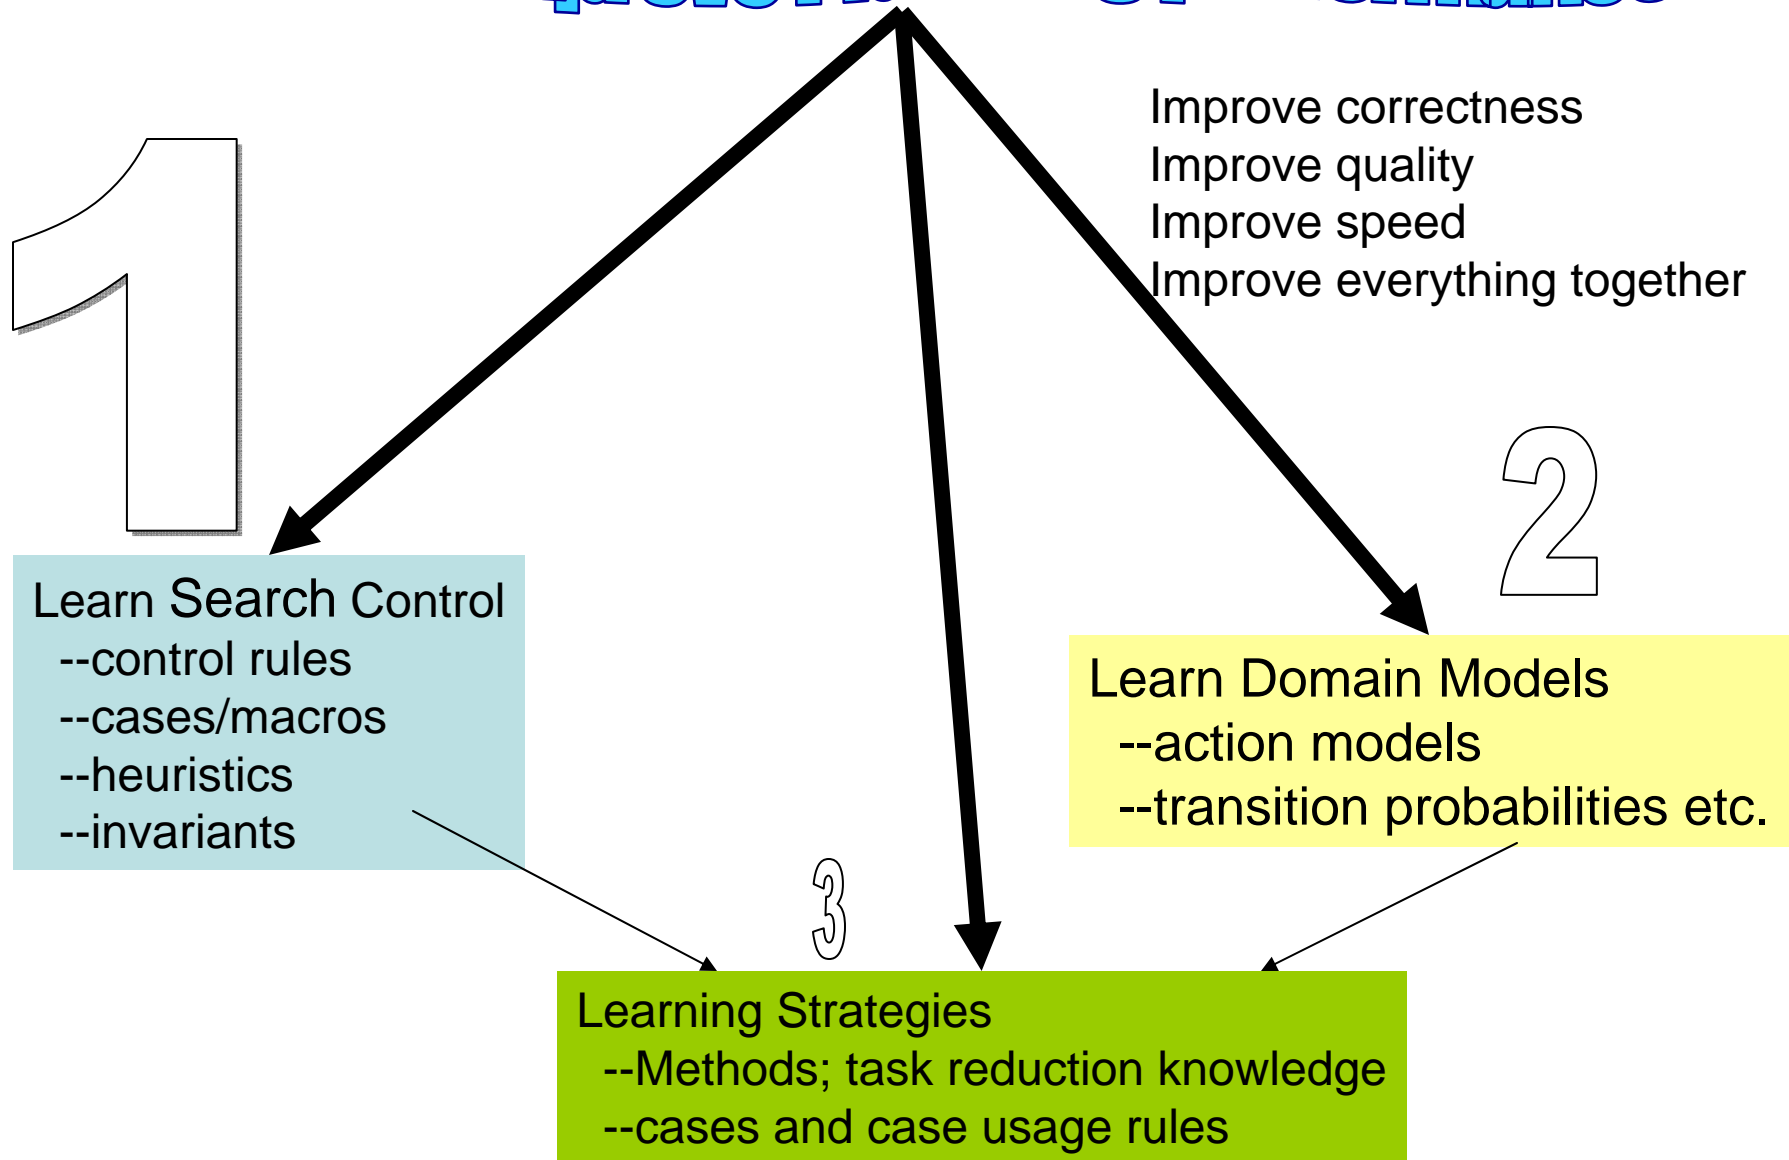 Improve correctness
Improve quality
Improve speed
Improve everything together
1
2
Learn Search Control
--control rules
--cases/macros
--heuristics
--invariants
Learn Domain Models
--action models
--transition probabilities etc.
3
Learning Strategies
--Methods; task reduction knowledge
--cases and case usage rules